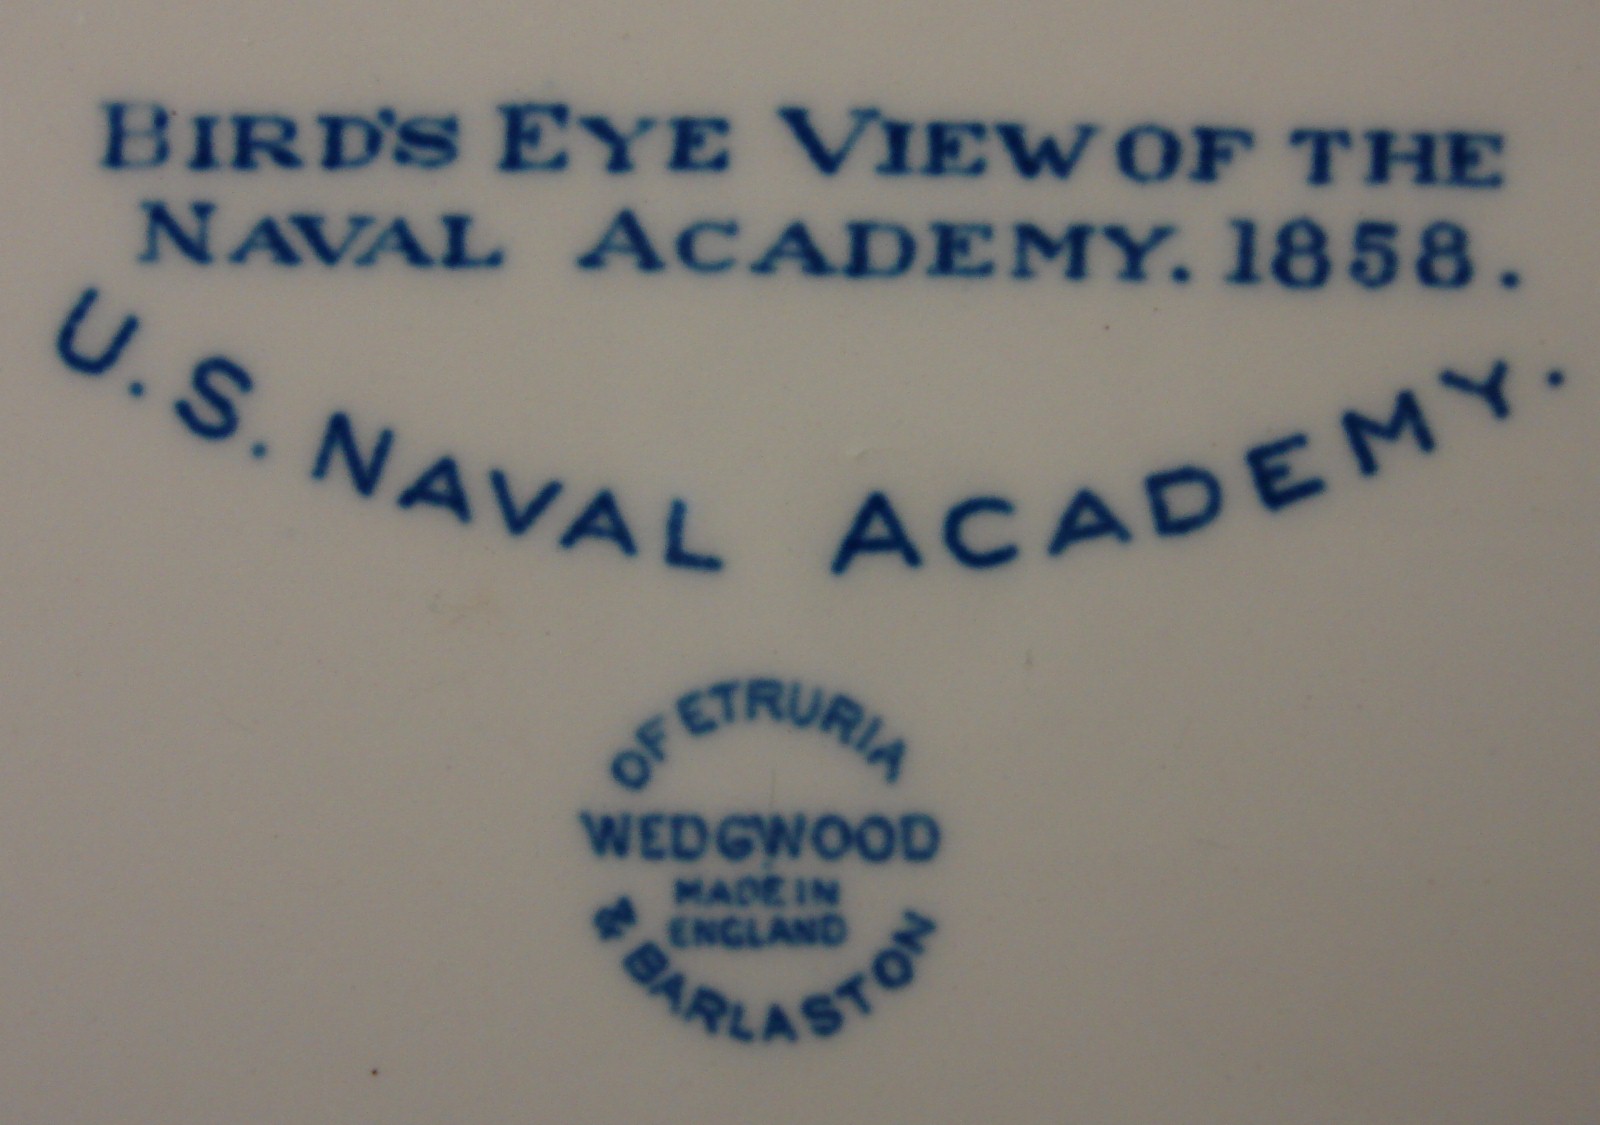 BIRD'S EYE VIEW OF THE
NAVAL ACADEMY. 1858.
U.S. NAVAL ACADEMY.
OF ETRURIA
WEDGWOOD
MADE IN
ENGLAND
& BARLASTON